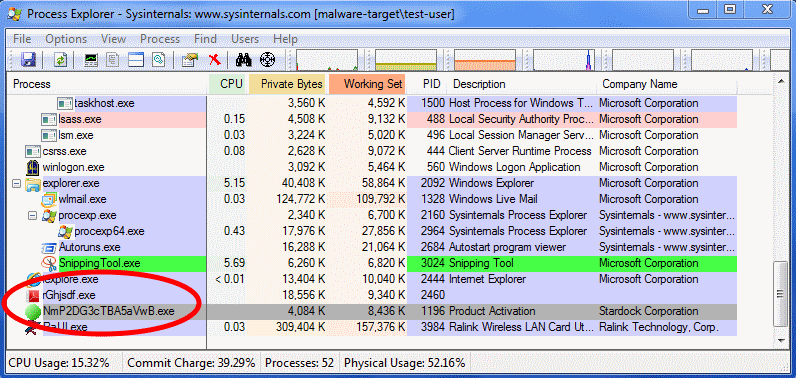 Process Explorer - Sysinternals: www.sysinternals.com [malware-target\test-user]
File Options View Process Find Users Help
Process CPU Private Bytes Working Set PID Description Company Name
taskhost.exe 3,560 K 4,592 K 1500 Host Process for Windows T... Microsoft Corporation
lsass.exe 0.15 4,508 K 9,132 K 488 Local Security Authority Proc... Microsoft Corporation
lsm.exe 0.03 3,224 K 5,020 K 496 Local Session Manager Serv... Microsoft Corporation
csrss.exe 0.08 2,628 K 9,072 K 444 Client Server Runtime Process Microsoft Corporation
winlogon.exe 3,092 K 5,464 K 560 Windows Logon Application Microsoft Corporation
explorer.exe 5.15 40,408 K 58,864 K 2092 Windows Explorer Microsoft Corporation
wlmail.exe 0.03 124,772 K 109,792 K 1328 Windows Live Mail Microsoft Corporation
procexp.exe 2,340 K 6,700 K 2160 Sysinternals Process Explorer Sysinternals - www.sysinter...
procexp64.exe 0.43 17,976 K 27,856 K 2964 Sysinternals Process Explorer Sysinternals - www.sysinter...
Autoruns.exe 16,288 K 21,064 K 2684 Autostart program viewer Sysinternals - www.sysinter...
SnippingTool.exe 5.69 6,260 K 6,820 K 3024 Snipping Tool Microsoft Corporation
iexplore.exe < 0.01 13,404 K 10,040 K 2444 Internet Explorer Microsoft Corporation
rGhjsdf.exe 18,556 K 9,340 K 2460
NmP2DG3cTBA5aVwB.exe 4,084 K 8,436 K 1196 Product Activation Stardock Corporation
RaUI.exe 0.03 309,404 K 157,376 K 3984 Ralink Wireless LAN Card Ut... Ralink Technology, Corp.
CPU Usage: 15.32% Commit Charge: 39.29% Processes: 52 Physical Usage: 52.16%